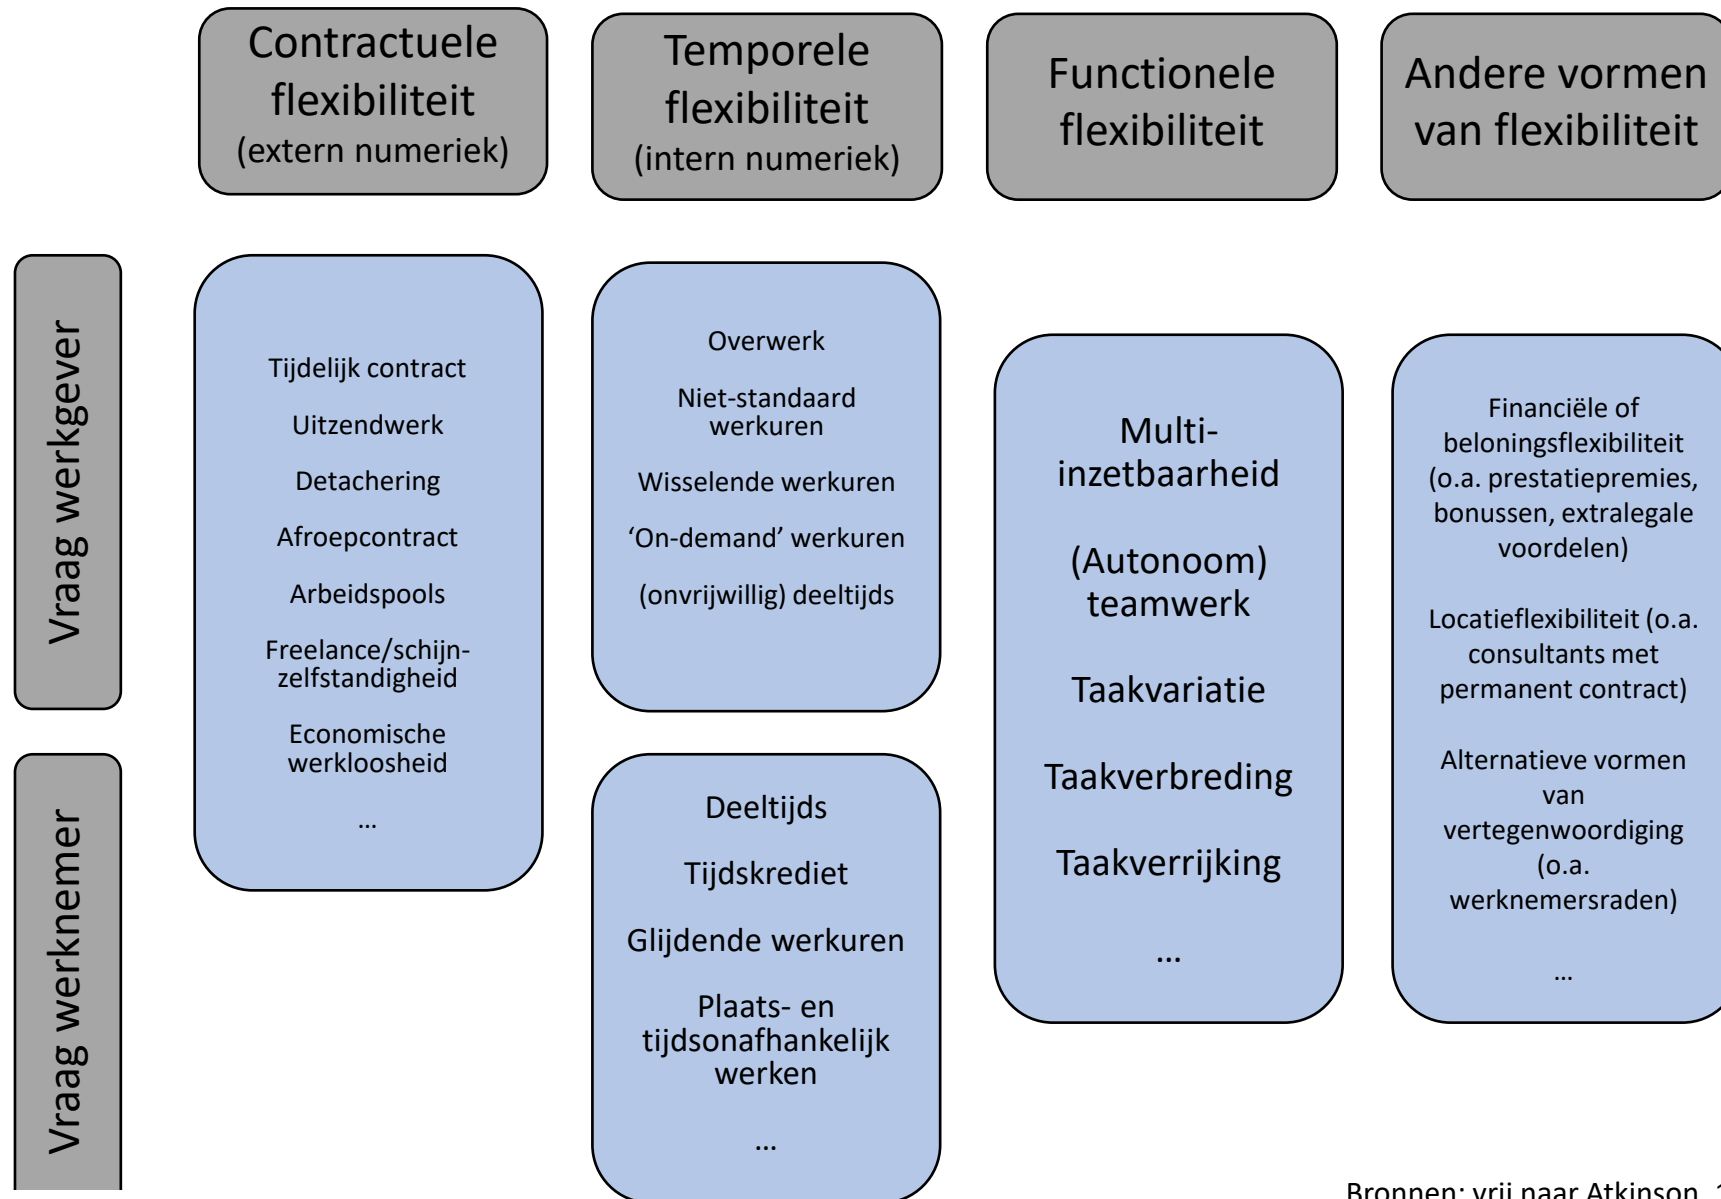 Contractuele
flexibiliteit
(extern numeriek)
Temporele
flexibiliteit
(intern numeriek)
Functionele
flexibiliteit
Andere vormen
van flexibiliteit
Vraag werkgever
Tijdelijk contract
Uitzendwerk
Detachering
Afroepcontract
Arbeidspools
Freelance/schijn-
zelfstandigheid
Economische
werkloosheid
...
Overwerk
Niet-standaard
werkuren
Wisselende werkuren
‘On-demand’ werkuren
(onvrijwillig) deeltijds
Multi-
inzetbaarheid
(Autonoom)
teamwerk
Taakvariatie
Taakverbreding
Taakverrijking
...
Financiële of
beloningsflexibiliteit
(o.a. prestatiepremies,
bonussen, extralegale
voordelen)
Locatieflexibiliteit (o.a.
consultants met
permanent contract)
Alternatieve vormen
van
vertegenwoordiging
(o.a.
werknemersraden)
...
Vraag werknemer
Deeltijds
Tijdskrediet
Glijdende werkuren
Plaats- en
tijdsonafhankelijk
werken
...
Bronnen: vrij naar Atkinson